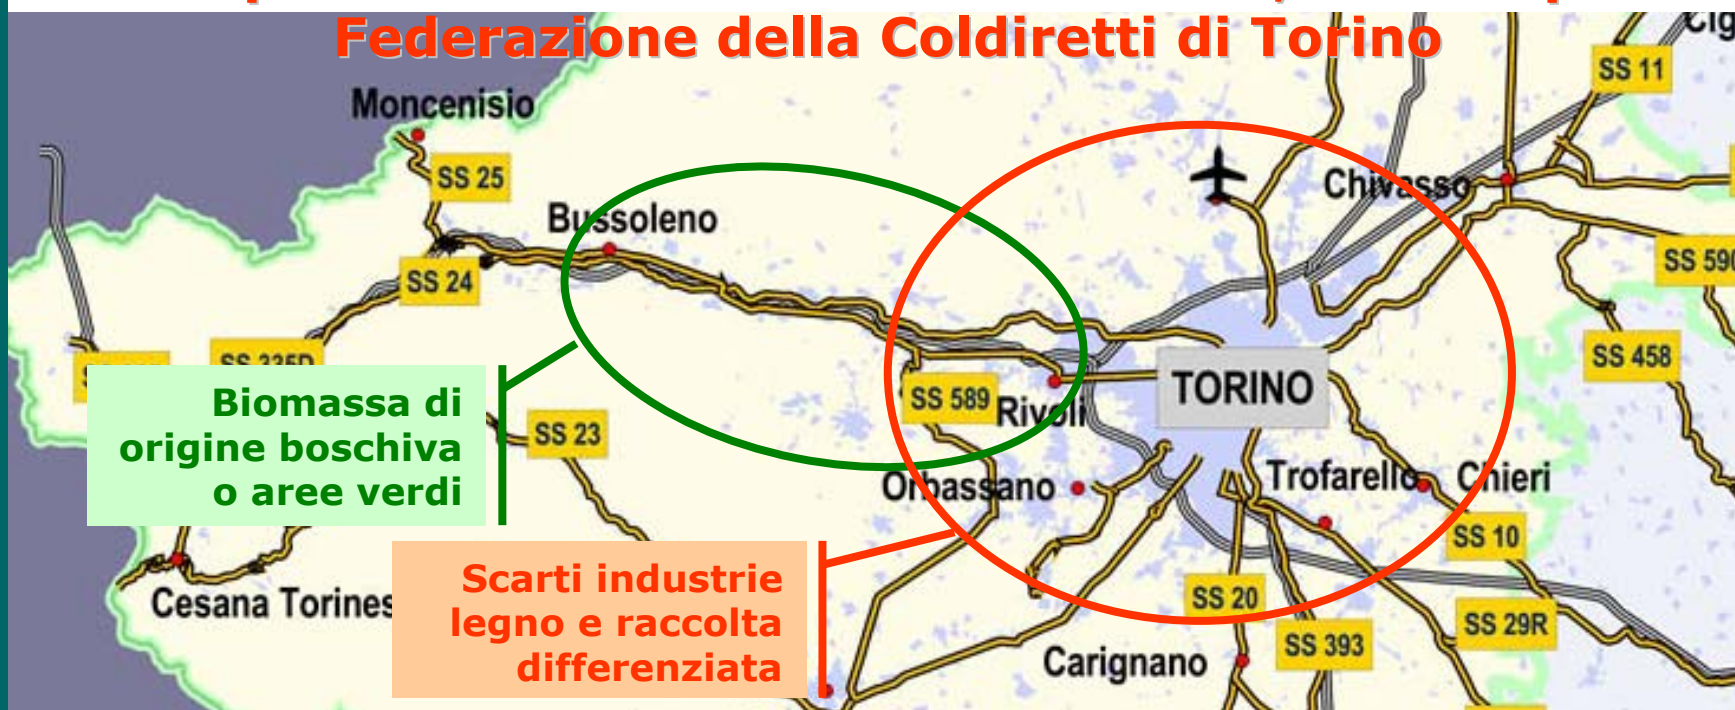 Federazione della Coldiretti di Torino
SS 11
Moncenisio
SS 25
Chivasso
Bussoleno
SS 24
SS 458
TORINO
SS 589
Rivoli
Biomassa di
origine boschiva
o aree verdi
SS 23
Orbassano
Trofarello
Chieri
SS 10
Scarti industrie
legno e raccolta
differenziata
Cesana Torines
SS 20
SS 29R
SS 393
Carignano